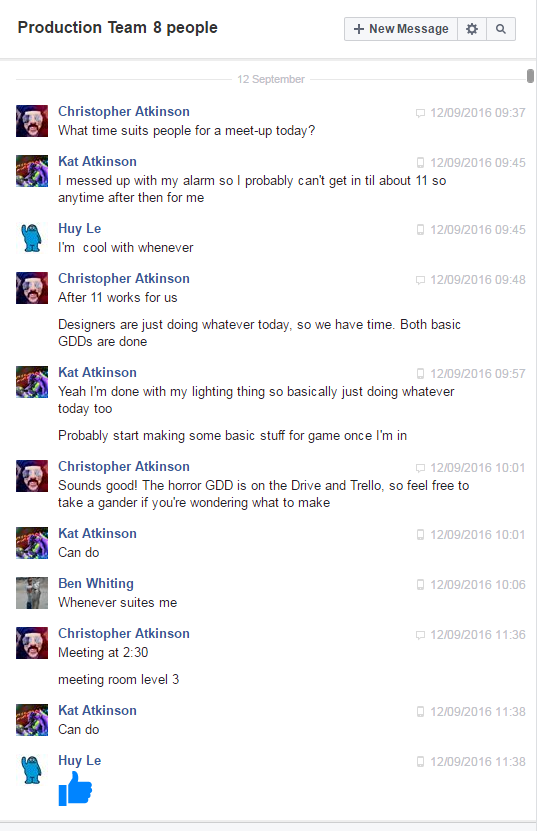 Production Team 8 people
New Message
12 September
Christopher Atkinson 12/09/2016 09:37
What time suits people for a meet-up today?
Kat Atkinson 12/09/2016 09:45
I messed up with my alarm so I probably can't get in til about 11 so
anytime after then for me
Huy Le 12/09/2016 09:45
I'm  cool with whenever
Christopher Atkinson 12/09/2016 09:48
After 11 works for us
Designers are just doing whatever today, so we have time. Both basic
GDDs are done
Kat Atkinson 12/09/2016 09:57
Yeah I'm done with my lighting thing so basically just doing whatever
today too
Probably start making some basic stuff for game once I'm in
Christopher Atkinson 12/09/2016 10:01
Sounds good! The horror GDD is on the Drive and Trello, so feel free to
take a gander if you're wondering what to make
Kat Atkinson 12/09/2016 10:01
Can do
Ben Whiting 12/09/2016 10:06
Whenever suites me
Christopher Atkinson 12/09/2016 11:36
Meeting at 2:30
meeting room level 3
Kat Atkinson 12/09/2016 11:38
Can do
Huy Le 12/09/2016 11:38